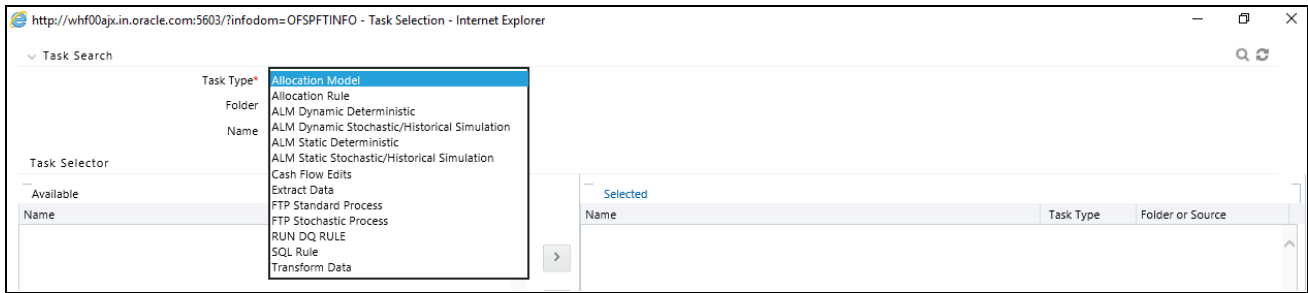 http://whf00ajx.in.oracle.com:5603/?infodom=OFSPFTINFO - Task Selection - Internet Explorer
Task Search
Task Type* Allocation Model
Allocation Rule
Folder ALM Dynamic Deterministic
Name ALM Dynamic Stochastic/Historical Simulation
ALM Static Deterministic
ALM Static Stochastic/Historical Simulation
Task Selector
Cash Flow Edits
Extract Data
FTP Standard Process
FTP Stochastic Process
RUN DQ RULE
SQL Rule
Transform Data
Available
Name
Selected
Name Task Type Folder or Source